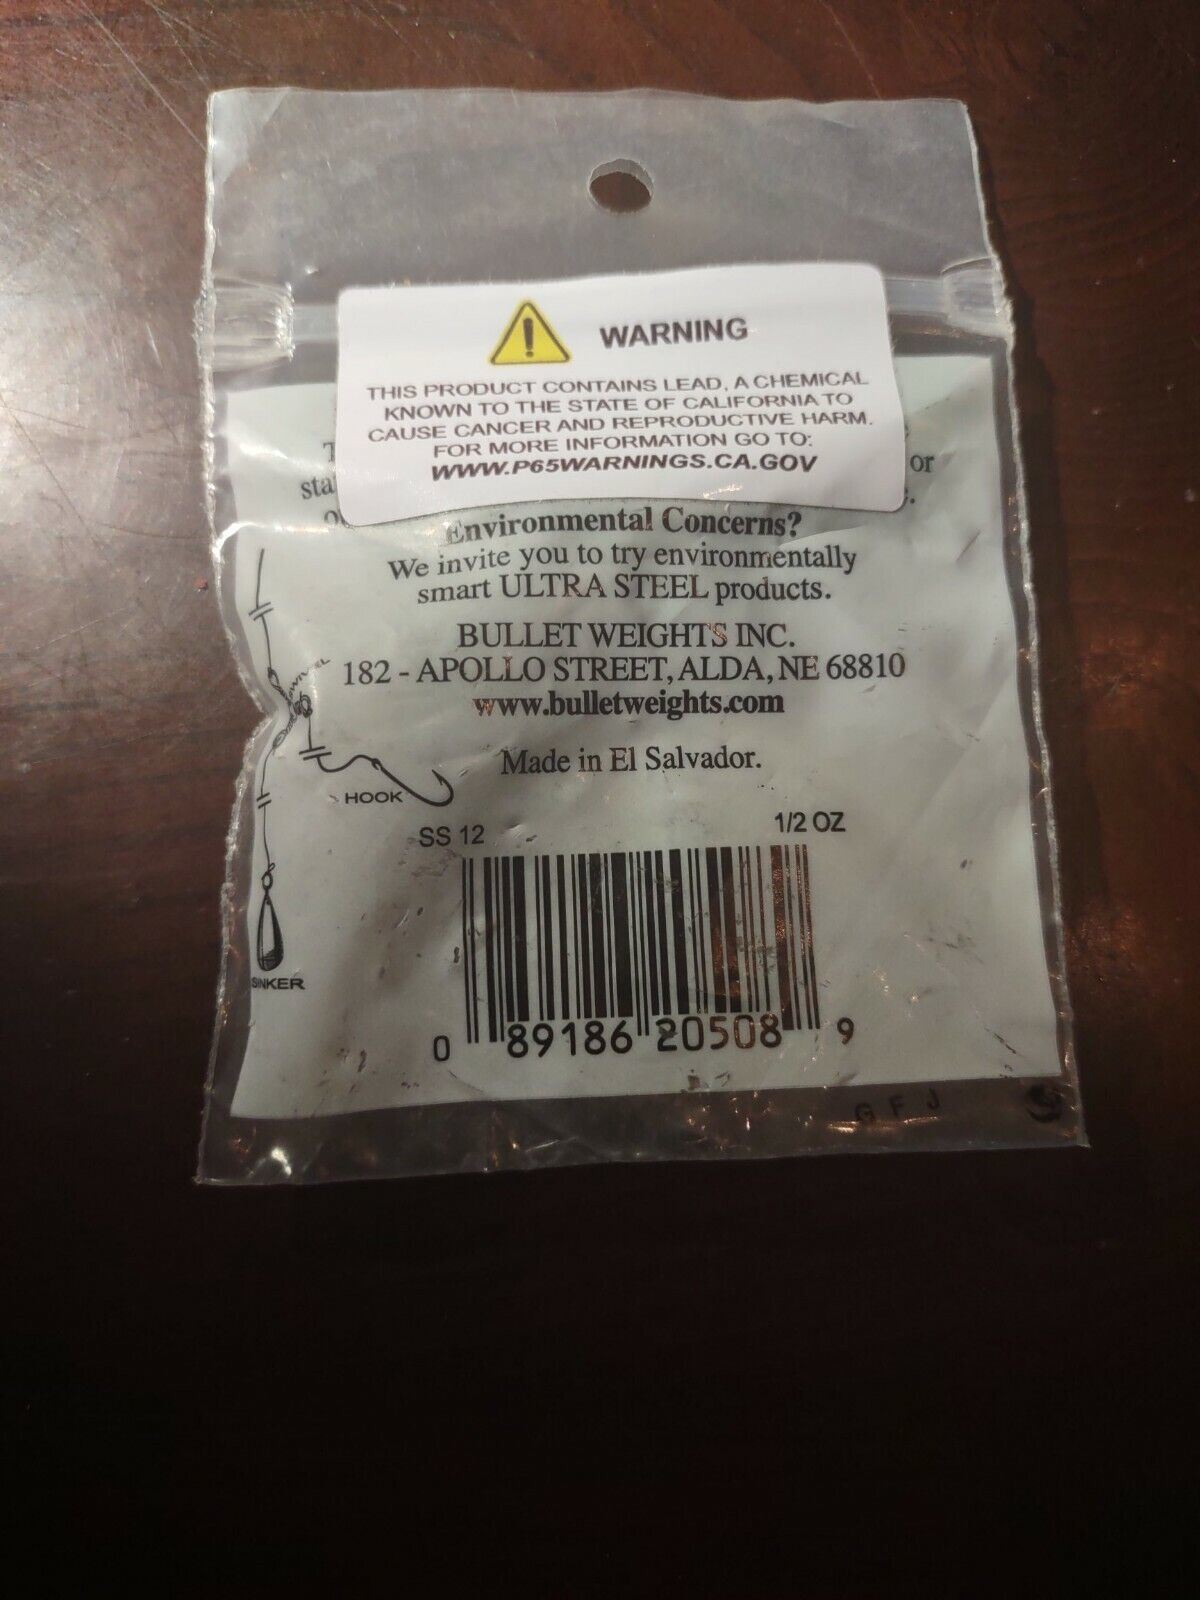 WARNING
THIS PRODUCT CONTAINS LEAD, A CHEMICAL
KNOWN TO THE STATE OF CALIFORNIA TO
CAUSE CANCER AND REPRODUCTIVE HARM.
FOR MORE INFORMATION GO TO:
WWW.P65WARNINGS.CA.GOV
or
Environmental Concerns?
We invite you to try environmentally
smart ULTRA STEEL products.
BULLET WEIGHTS INC.
182 - APOLLO STREET, ALDA, NE 68810
www.bulletweights.com
Made in El Salvador.
HOOK
SS 12 1/2 OZ
SINKER
0 89186 20508 9
G F J